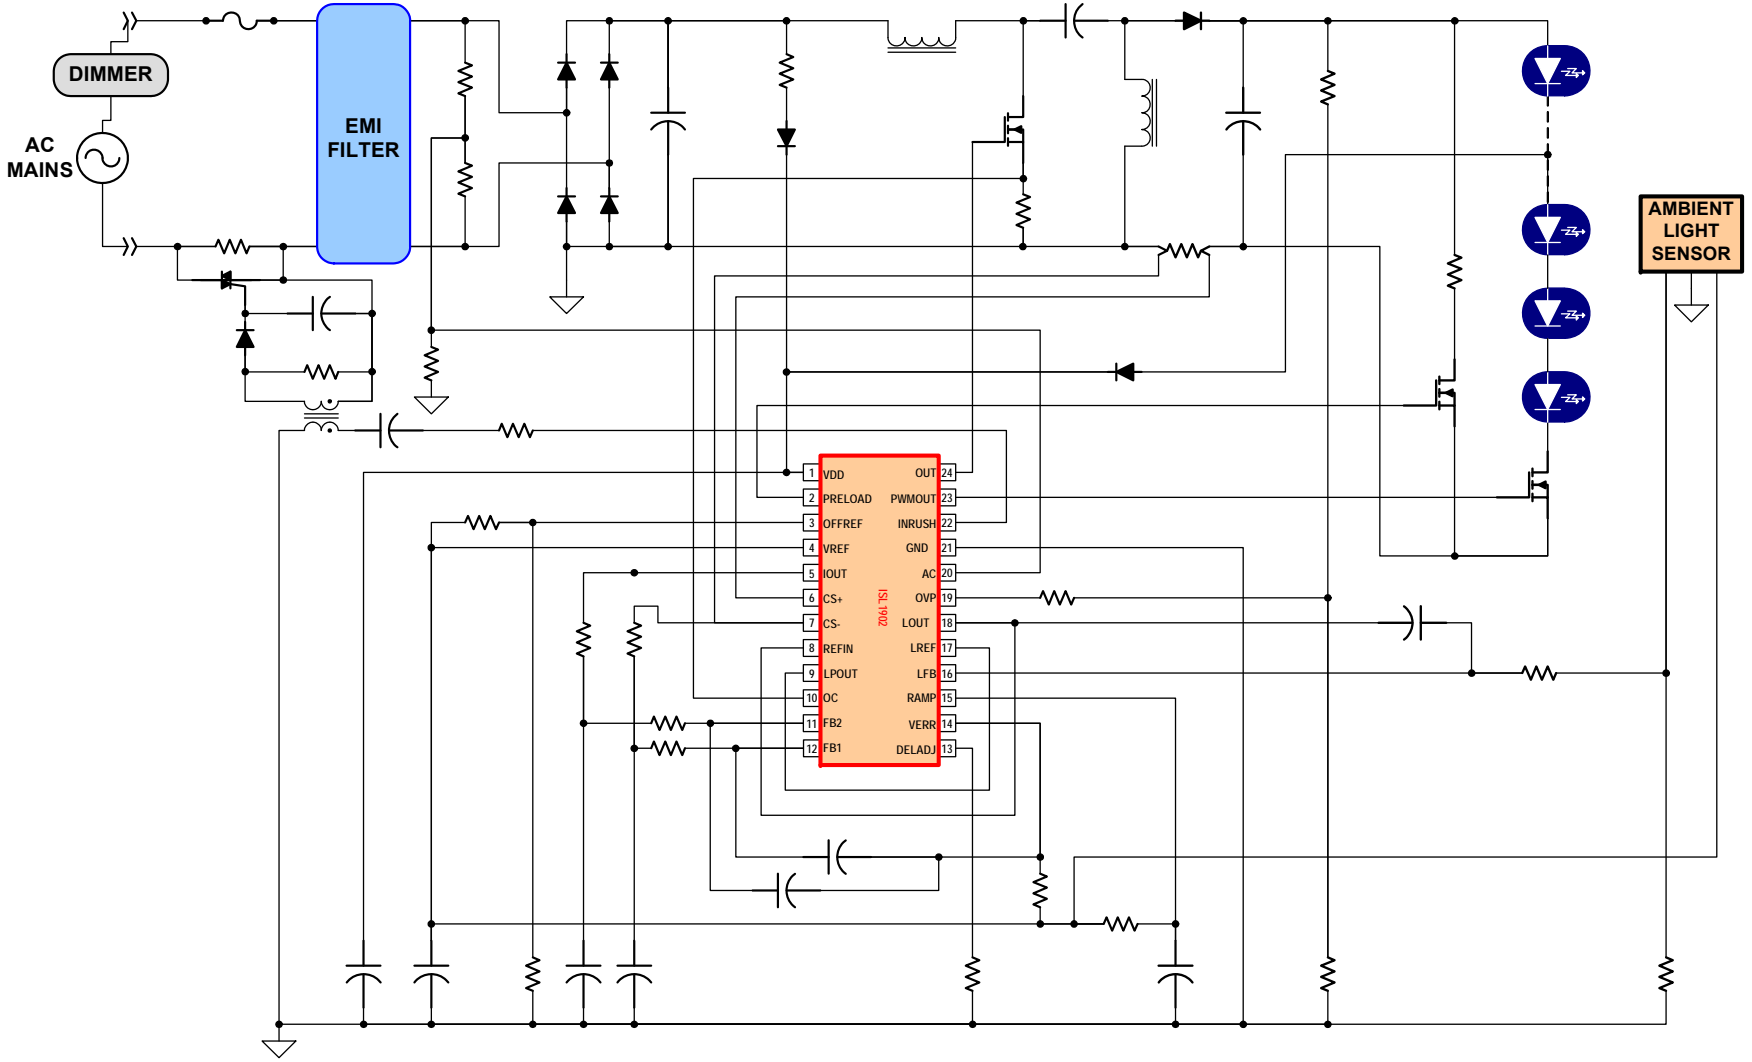 DIMMER
AC
MAINS
EMI
FILTER
AMBIENT
LIGHT
SENSOR
1 VDD
2 PRELOAD
3 OFFREF
4 VREF
5 IOUT
6 CS+
7 CS-
8 REFIN
9 LPOUT
10 OC
11 FB2
12 FB1
OUT 24
PWMOUT 23
INRUSH 22
GND 21
AC 20
OVP 19
LOUT 18
LREF 17
LFB 16
RAMP 15
VERR 14
DELADJ 13
ISL1902